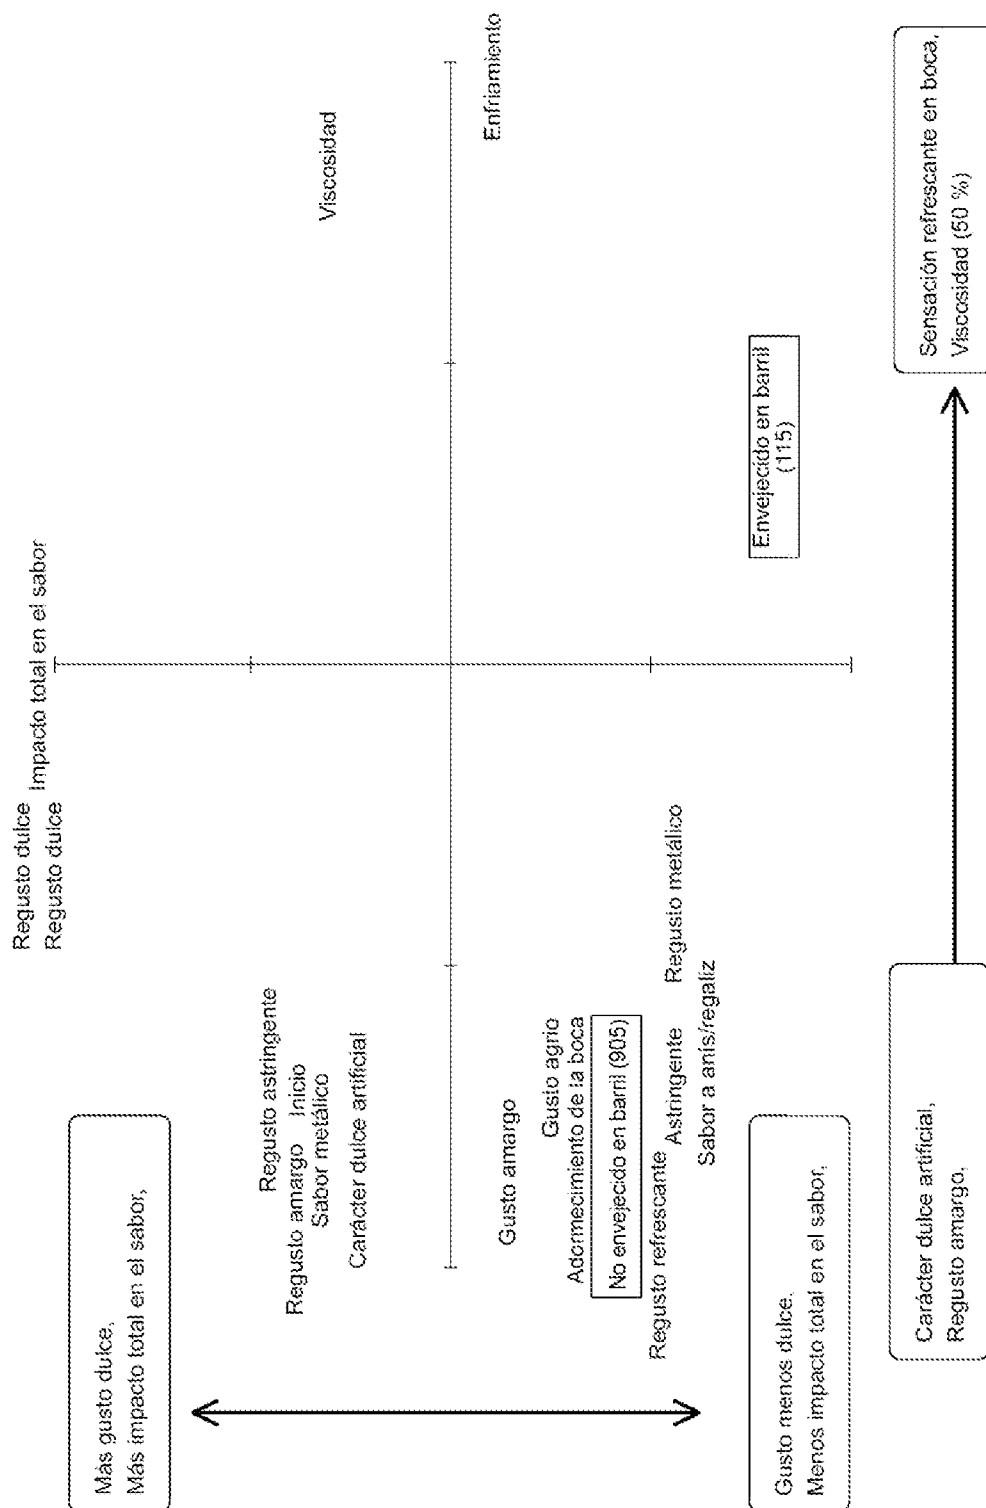 Más gusto dulce,
Más impacto total en el sabor,
Regusto dulce
Regusto dulce
Impacto total en el sabor
Regusto astringente
Regusto amargo
Inicio
Sabor metálico
Carácter dulce artificial
Viscosidad
Enfriamiento
Gusto amargo
Gusto agrio
Adormecimiento de la boca
No envejecido en barril (905)
Regusto refrescante
Astringente
Regusto metálico
Sabor a anís/regaliz
Envejecido en barril
(115)
Gusto menos dulce,
Menos impacto total en el sabor,
Carácter dulce artificial,
Regusto amargo,
Sensación refrescante en boca,
Viscosidad (50 %)